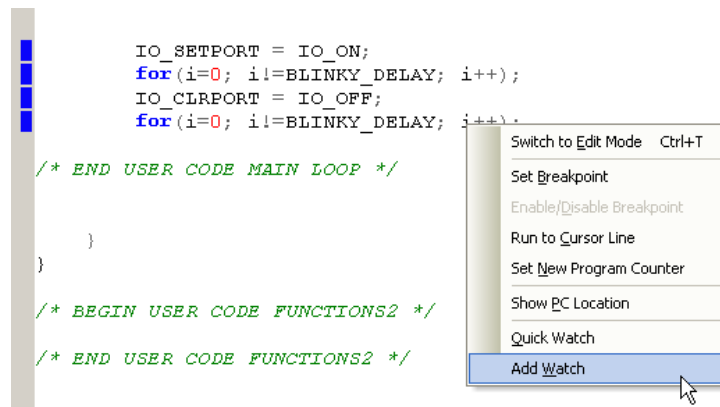 IO_SETPORT = IO_ON;
for(i=0; i!=BLINKY_DELAY; i++);
IO_CLRPORT = IO_OFF;
for(i=0; i!=BLINKY_DELAY; i++);
/* END USER CODE MAIN LOOP */
}
}
/* BEGIN USER CODE FUNCTIONS2 */
/* END USER CODE FUNCTIONS2 */
Switch to Edit Mode Ctrl+T
Set Breakpoint
Enable/Disable Breakpoint
Run to Cursor Line
Set New Program Counter
Show PC Location
Quick Watch
Add Watch